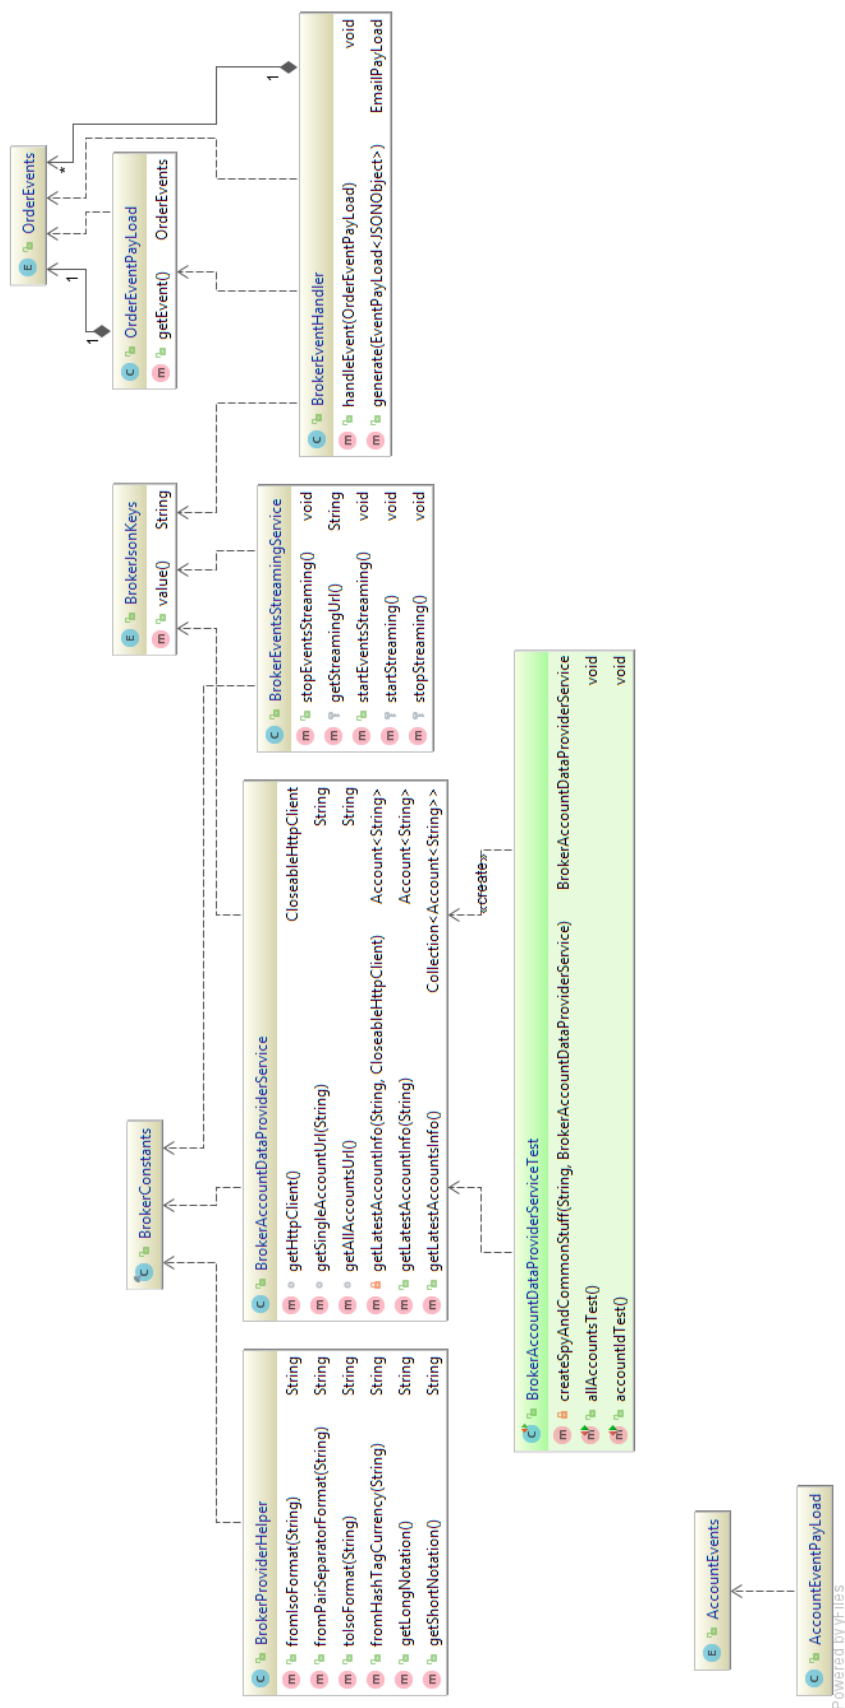 E OrderEvents
C OrderEventPayLoad
m getEvent() OrderEvents
1
*
1
1
C BrokerEventHandler
m handleEvent(OrderEventPayLoad) void
m generate(EventPayLoad<JSONObject>) EmailPayLoad
E BrokerJsonKeys
m value() String
C BrokerEventsStreamingService
m stopEventsStreaming() void
m getStreamingUrl() String
m startEventsStreaming() void
m startStreaming() void
m stopStreaming() void
C BrokerConstants
C BrokerAccountDataProviderService
m getHttpClient() CloseableHttpClient
m getSingleAccountUrl(String) String
m getAllAccountsUrl() String
m getLatestAccountInfo(String, CloseableHttpClient) Account<String>
m getLatestAccountInfo(String) Account<String>
m getLatestAccountsInfo() Collection<Account<String>>
«create»
C BrokerProviderHelper
m fromIsoFormat(String) String
m fromPairSeparatorFormat(String) String
m toIsoFormat(String) String
m fromHashTagCurrency(String) String
m getLongNotation() String
m getShortNotation() String
C BrokerAccountDataProviderServiceTest
m createSpyAndCommonStuff(String, BrokerAccountDataProviderService) BrokerAccountDataProviderService
m allAccountsTest() void
m accountIdTest() void
E AccountEvents
C AccountEventPayLoad
Powered by yFiles